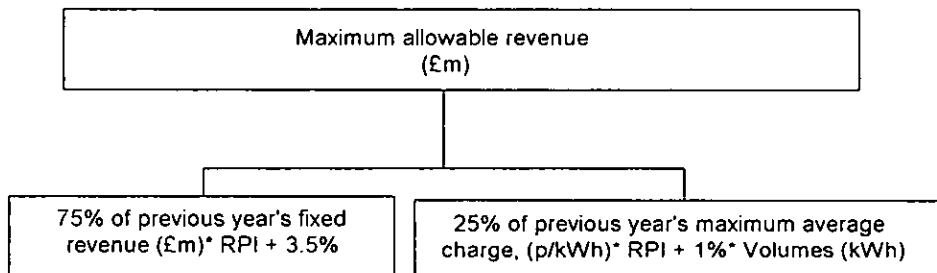 Maximum allowable revenue
(£m)
75% of previous year's fixed
revenue (£m)* RPI + 3.5%
25% of previous year's maximum average
charge, (p/kWh)* RPI + 1%* Volumes (kWh)